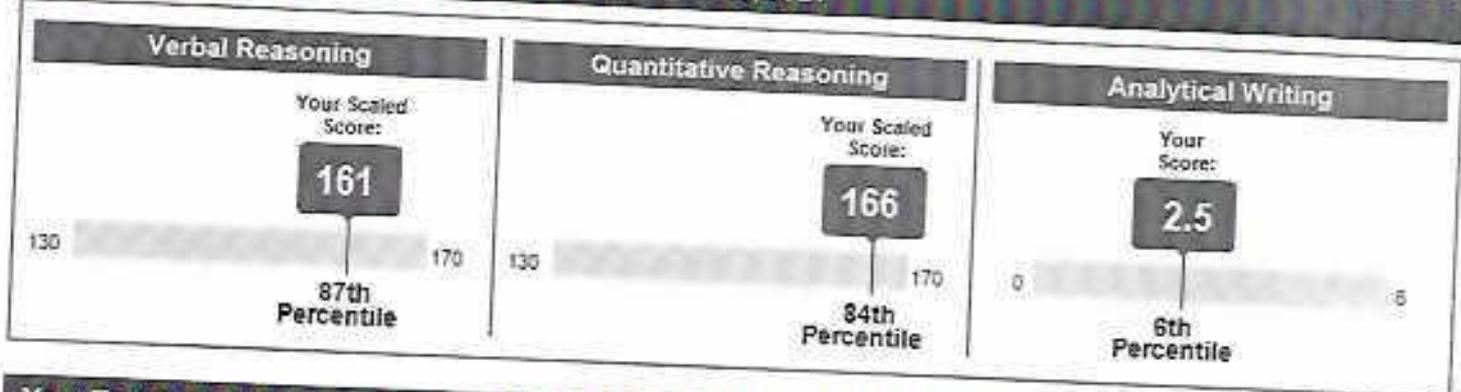 Verbal Reasoning
Your Scaled
Score:
161
130
170
87th
Percentile
Quantitative Reasoning
Your Scaled
Score:
166
130
170
84th
Percentile
Analytical Writing
Your
Score:
2.5
0
6
6th
Percentile